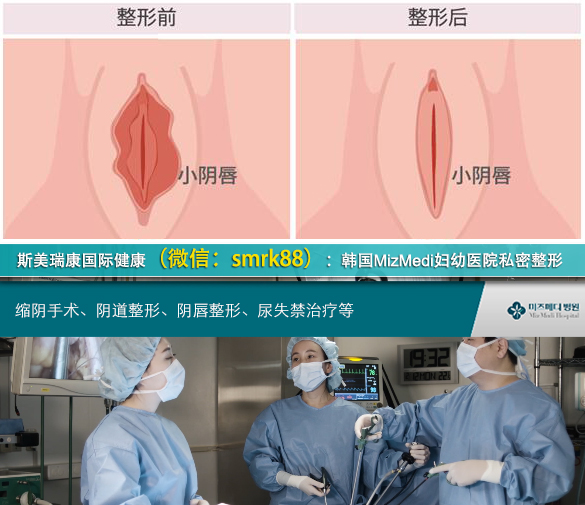 整形前
整形后
小阴唇
小阴唇
斯美瑞康国际健康（微信：smrk88）：韩国MizMedi妇幼医院私密整形
缩阴手术、阴道整形、阴唇整形、尿失禁治疗等
미즈메디 병원
Miz Medi Hospital
19:32